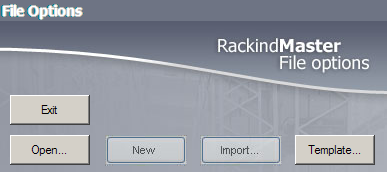 File Options
RackindMaster
File options
Exit
Open...
New
Import...
Template...